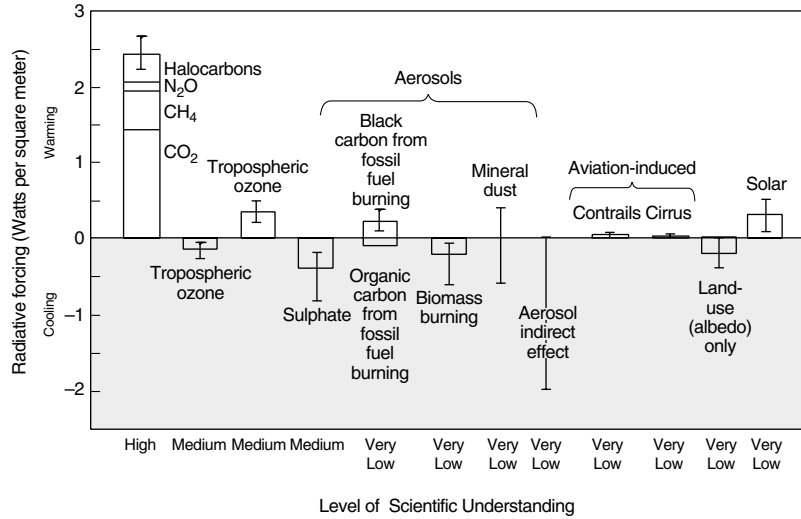 Radiative forcing (Watts per square meter)
Cooling
Warming
3
2
1
0
–1
–2
Halocarbons
N2O
CH4
CO2
Tropospheric
ozone
Tropospheric
ozone
Aerosols
Sulphate
Black
carbon from
fossil
fuel
burning
Organic
carbon from
fossil
fuel
burning
Biomass
burning
Mineral
dust
Aerosol
indirect
effect
Aviation-induced
Contrails Cirrus
Land-
use
(albedo)
only
Solar
High Medium Medium Medium Very Low Very Low Very Low Very Low Very Low Very Low Very Low Very Low
Level of Scientific Understanding